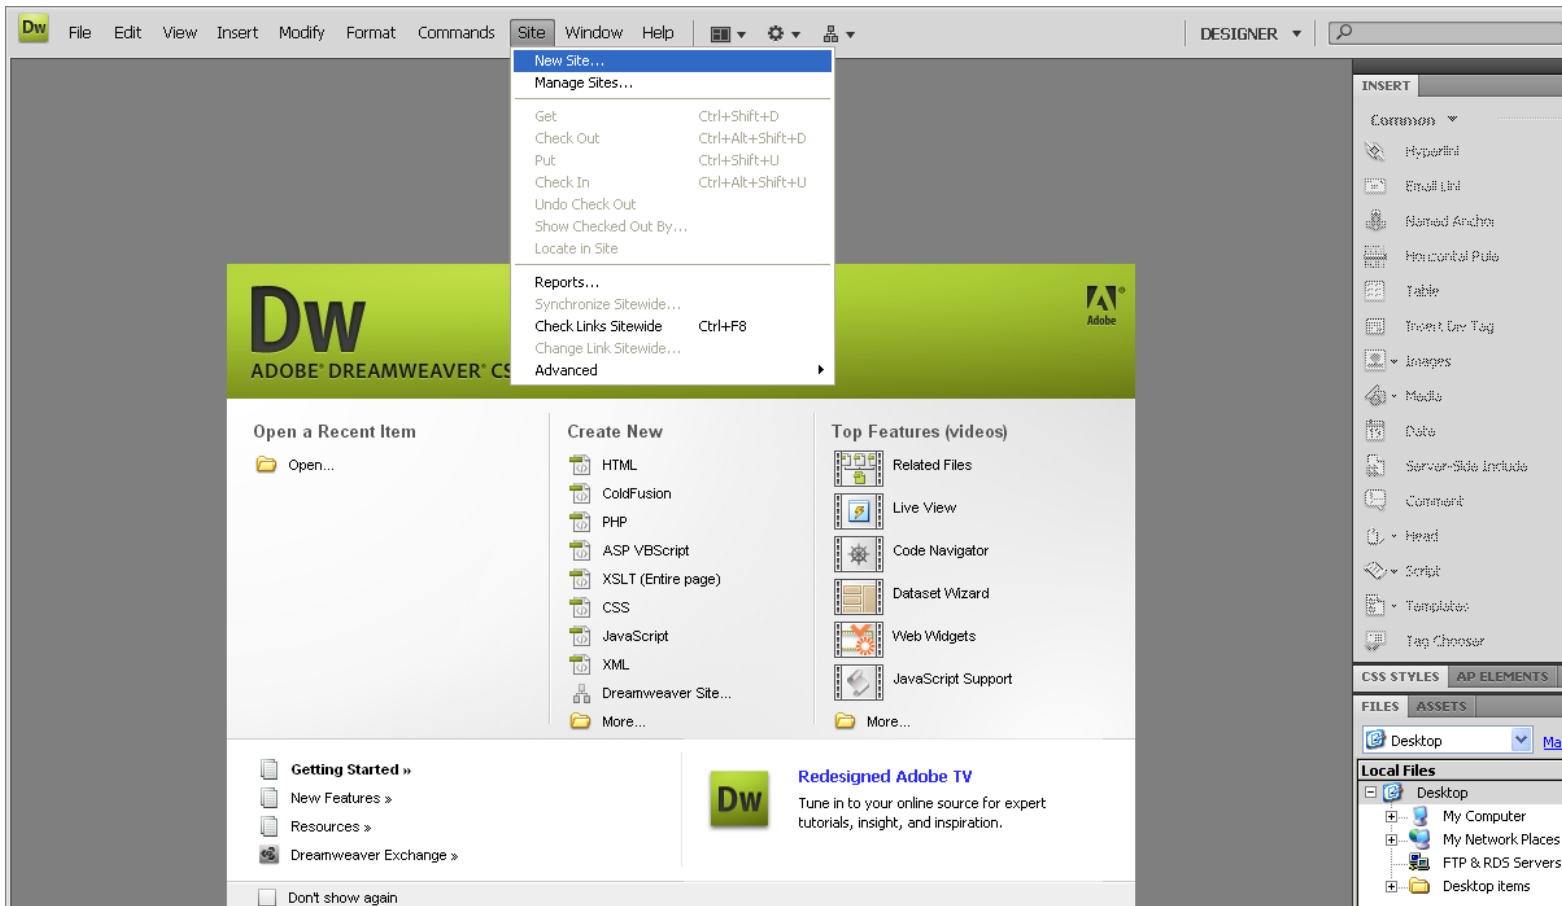 Dw File Edit View Insert Modify Format Commands Site Window Help DESIGNER
New Site...
Manage Sites...
Get Ctrl+Shift+D
Check Out Ctrl+Alt+Shift+D
Put Ctrl+Shift+U
Check In Ctrl+Alt+Shift+U
Undo Check Out
Show Checked Out By...
Locate in Site
Reports...
Synchronize Sitewide...
Check Links Sitewide Ctrl+F8
Change Link Sitewide...
Advanced
Dw
ADOBE® DREAMWEAVER® CS
Adobe®
Open a Recent Item
Open...
Create New
HTML
ColdFusion
PHP
ASP VBScript
XSLT (Entire page)
CSS
JavaScript
XML
Dreamweaver Site...
More...
Top Features (videos)
Related Files
Live View
Code Navigator
Dataset Wizard
Web Widgets
JavaScript Support
More...
Getting Started »
New Features »
Resources »
Dreamweaver Exchange »
Don't show again
Dw
Redesigned Adobe TV
Tune in to your online source for expert
tutorials, insight, and inspiration.
INSERT
Common
Hyperlink
Email Link
Named Anchor
Horizontal Rule
Table
Insert Div Tag
Images
Media
Date
Server-Side Include
Comment
Head
Script
Templates
Tag Chooser
CSS STYLES AP ELEMENTS
FILES ASSETS
Desktop Ma
Local Files
Desktop
My Computer
My Network Places
FTP & RDS Servers
Desktop items